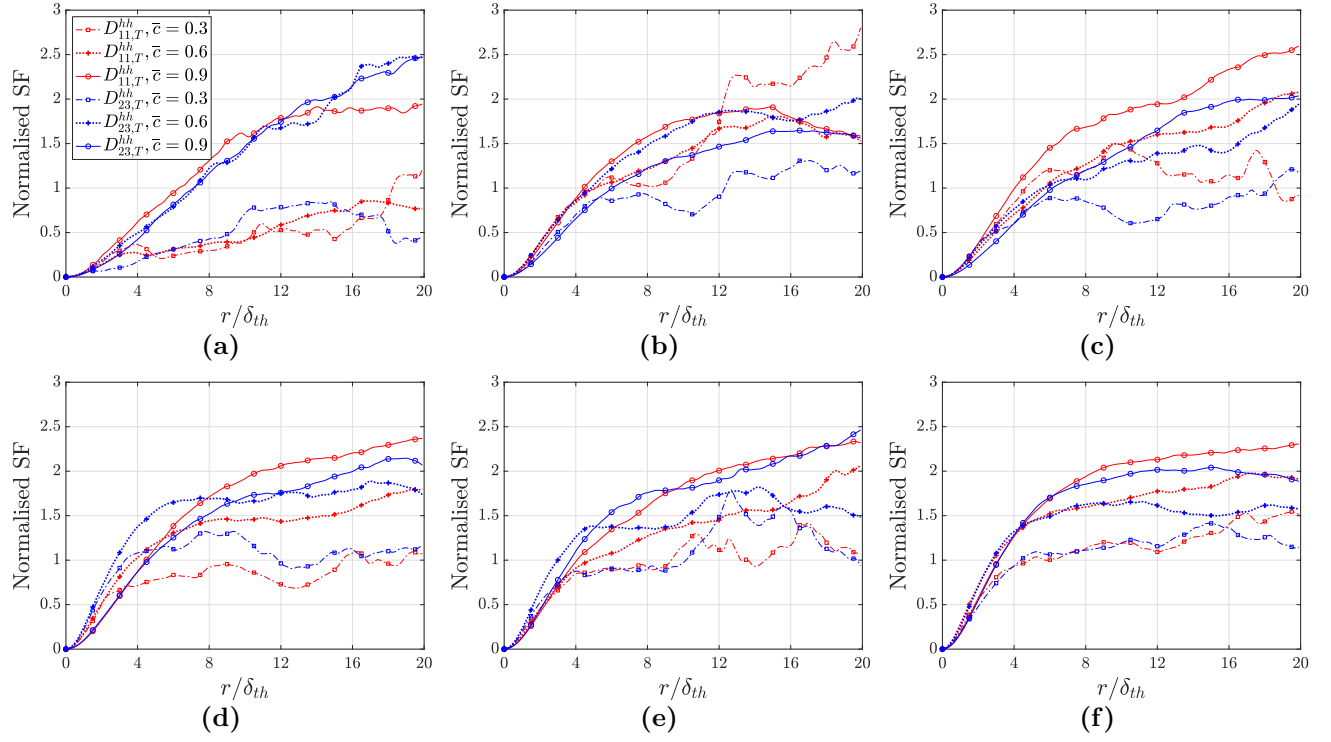 3
2.5
2
1.5
1
0.5
0
Normalised SF
D^{hh}_{11,T}, \overline{c} = 0.3
D^{hh}_{11,T}, \overline{c} = 0.6
D^{hh}_{11,T}, \overline{c} = 0.9
D^{hh}_{23,T}, \overline{c} = 0.3
D^{hh}_{23,T}, \overline{c} = 0.6
D^{hh}_{23,T}, \overline{c} = 0.9
0 4 8 12 16 20
r/δ_{th}
(a)
3
2.5
2
1.5
1
0.5
0
Normalised SF
0 4 8 12 16 20
r/δ_{th}
(b)
3
2.5
2
1.5
1
0.5
0
Normalised SF
0 4 8 12 16 20
r/δ_{th}
(c)
3
2.5
2
1.5
1
0.5
0
Normalised SF
0 4 8 12 16 20
r/δ_{th}
(d)
3
2.5
2
1.5
1
0.5
0
Normalised SF
0 4 8 12 16 20
r/δ_{th}
(e)
3
2.5
2
1.5
1
0.5
0
Normalised SF
0 4 8 12 16 20
r/δ_{th}
(f)